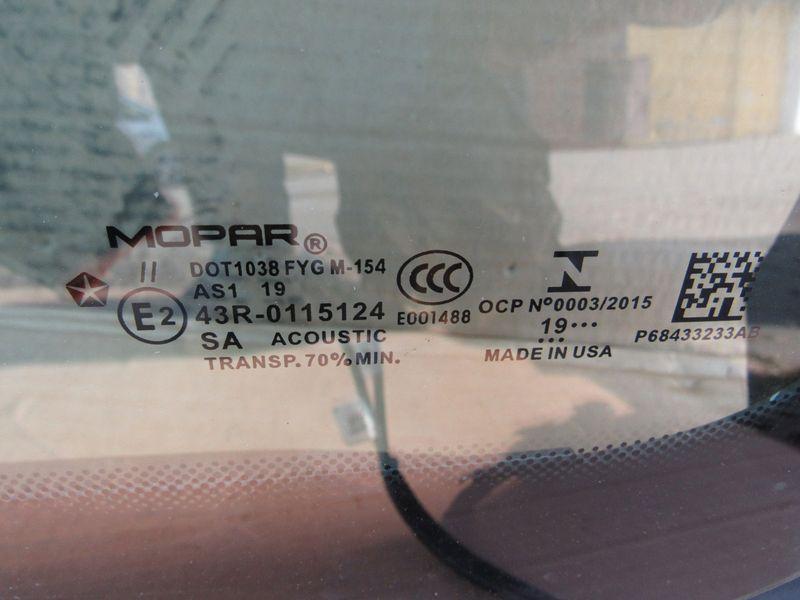 MOPAR®
II DOT1038 FYG M-154
AS1 19
E2 43R-0115124
SA ACOUSTIC
TRANSP. 70% MIN.
CCC
E001488
N
OCP Nº0003/2015
19...
...
MADE IN USA
P68433233AB